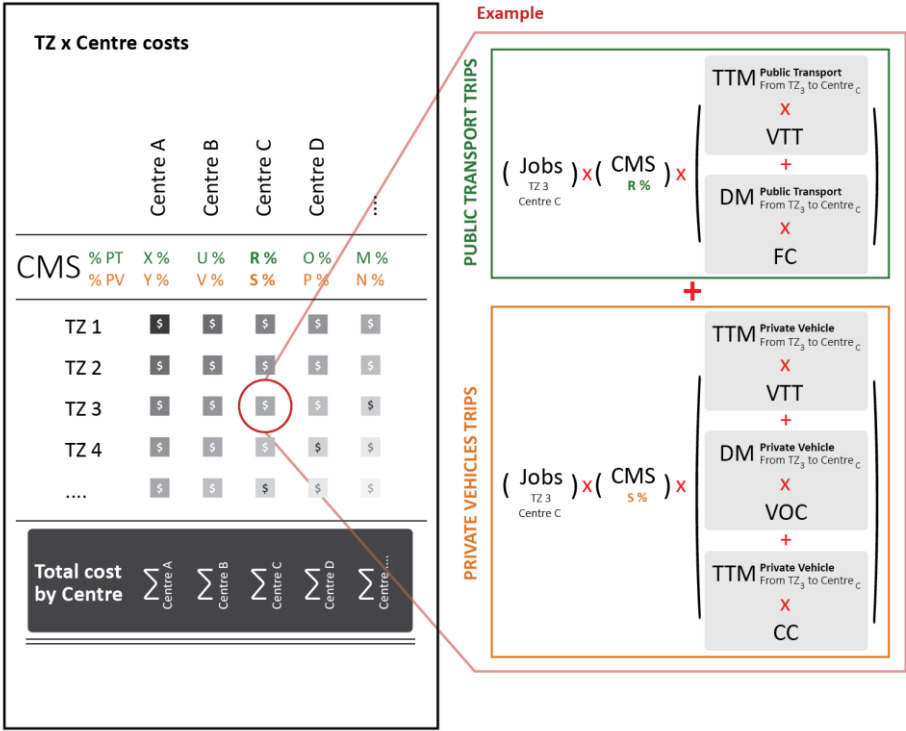 TZ x Centre costs
Centre A
Centre B
Centre C
Centre D
....
CMS
% PT X % U % R % O % M %
% PV Y % V % S % P % N %
TZ 1 $ $ $ $ $
TZ 2 $ $ $ $ $
TZ 3 $ $ $ $ $
TZ 4 $ $ $ $ $
.... $ $ $ $ $
Total cost
by Centre
∑ Centre A
∑ Centre B
∑ Centre C
∑ Centre D
∑ Centre ....
Example
PUBLIC TRANSPORT TRIPS
( Jobs ) x ( CMS ) x
TZ 3 R %
Centre C
TTM Public Transport
From TZ3 to Centre C
x
VTT
+
DM Public Transport
From TZ3 to Centre C
x
FC
+
PRIVATE VEHICLES TRIPS
( Jobs ) x ( CMS ) x
TZ 3 S %
Centre C
TTM Private Vehicle
From TZ3 to Centre C
x
VTT
+
DM Private Vehicle
From TZ3 to Centre C
x
VOC
+
TTM Private Vehicle
From TZ3 to Centre C
x
CC